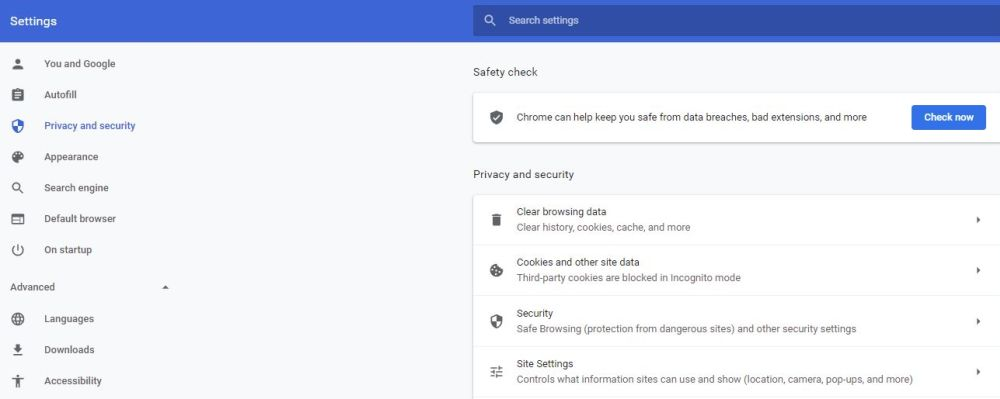 Settings
Search settings
You and Google
Autofill
Privacy and security
Appearance
Search engine
Default browser
On startup
Advanced
Languages
Downloads
Accessibility
Safety check
Chrome can help keep you safe from data breaches, bad extensions, and more
Check now
Privacy and security
Clear browsing data
Clear history, cookies, cache, and more
Cookies and other site data
Third-party cookies are blocked in Incognito mode
Security
Safe Browsing (protection from dangerous sites) and other security settings
Site Settings
Controls what information sites can use and show (location, camera, pop-ups, and more)